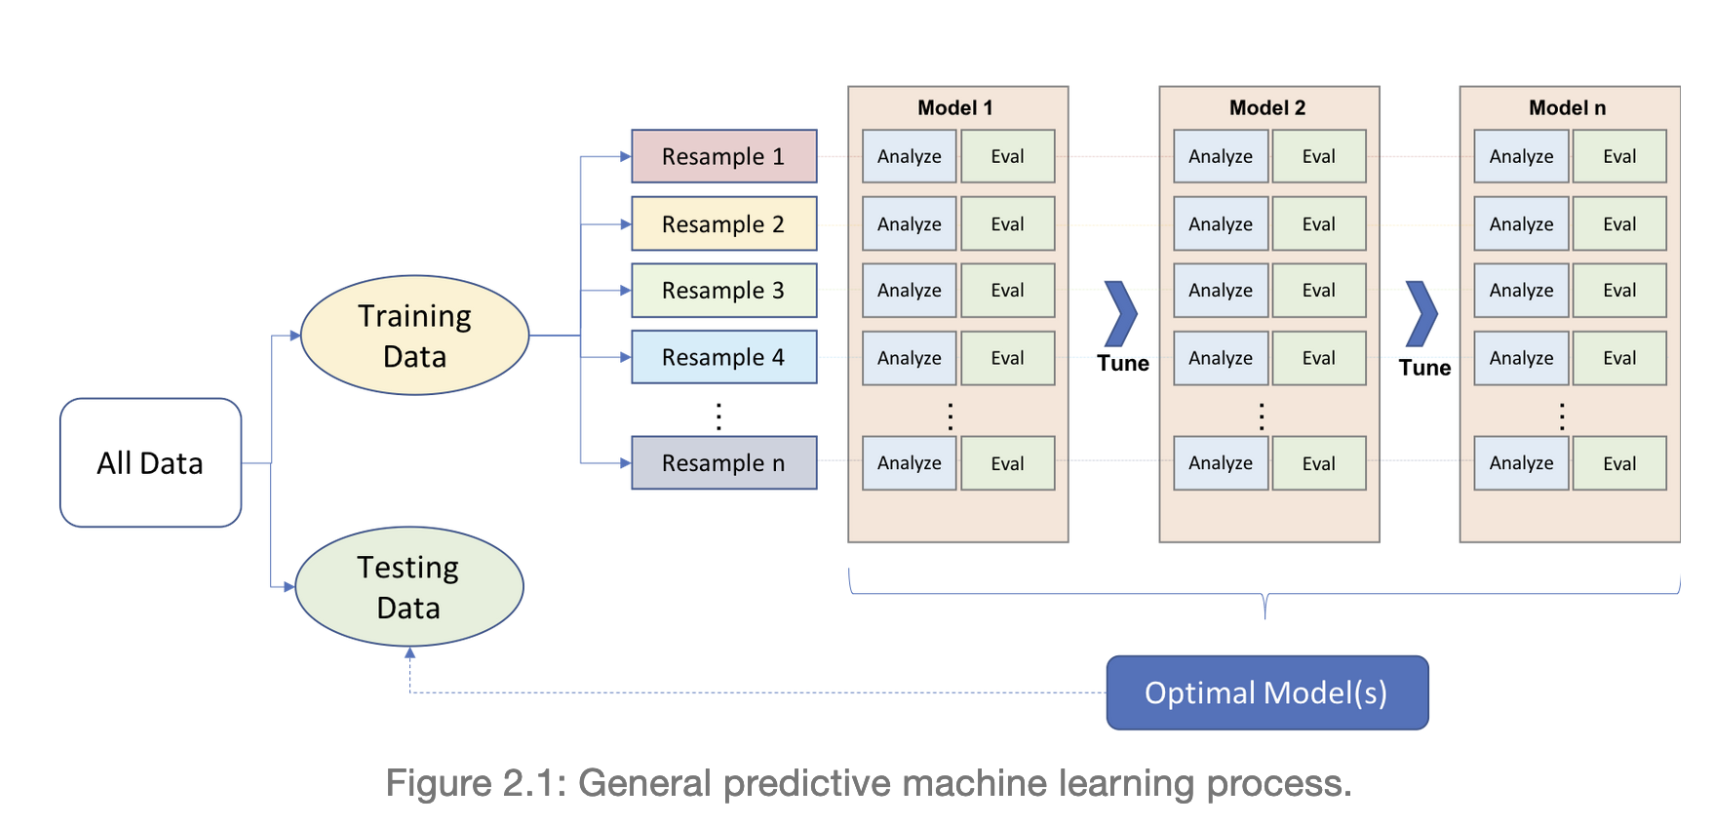 Model 1
Model 2
Model n
Resample 1
Analyze
Eval
Analyze
Eval
Analyze
Eval
Resample 2
Analyze
Eval
Analyze
Eval
Analyze
Eval
Resample 3
Analyze
Eval
Analyze
Eval
Analyze
Eval
Training
Data
Resample 4
Analyze
Eval
Tune
Analyze
Eval
Tune
Analyze
Eval
All Data
Resample n
Analyze
Eval
Analyze
Eval
Analyze
Eval
Testing
Data
Optimal Model(s)
Figure 2.1: General predictive machine learning process.